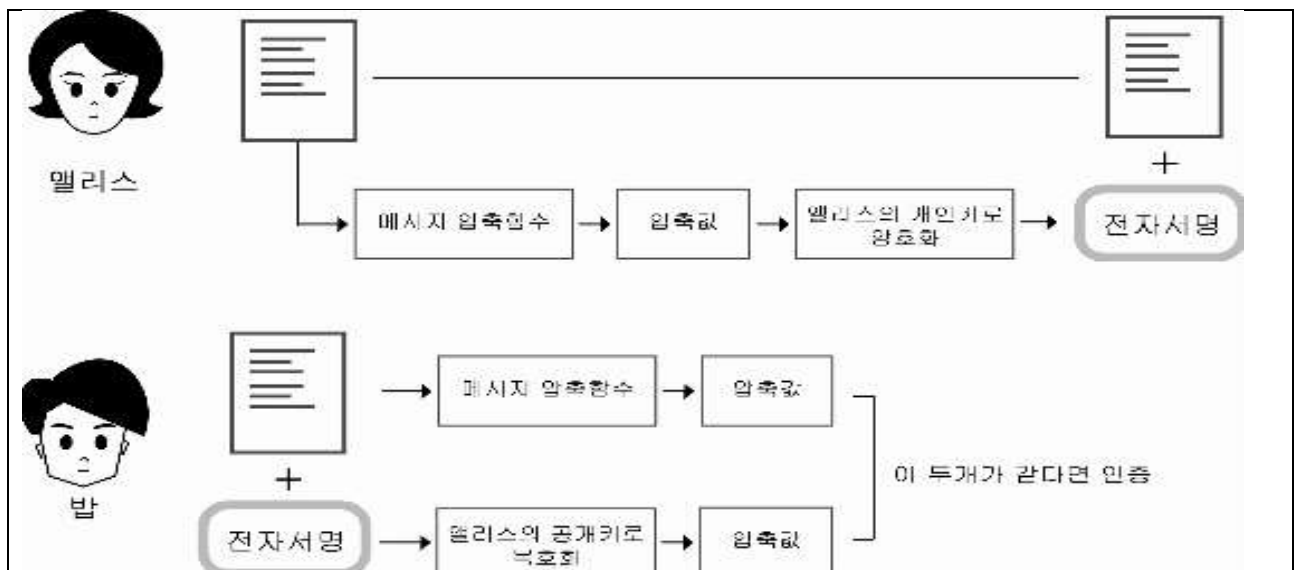 앨리스
+
메시지 압축함수
압축값
앨리스의 개인키로
암호화
전자서명
밥
+
메시지 압축함수
압축값
이 두개가 같다면 인증
전자서명
앨리스의 공개키로
복호화
압축값